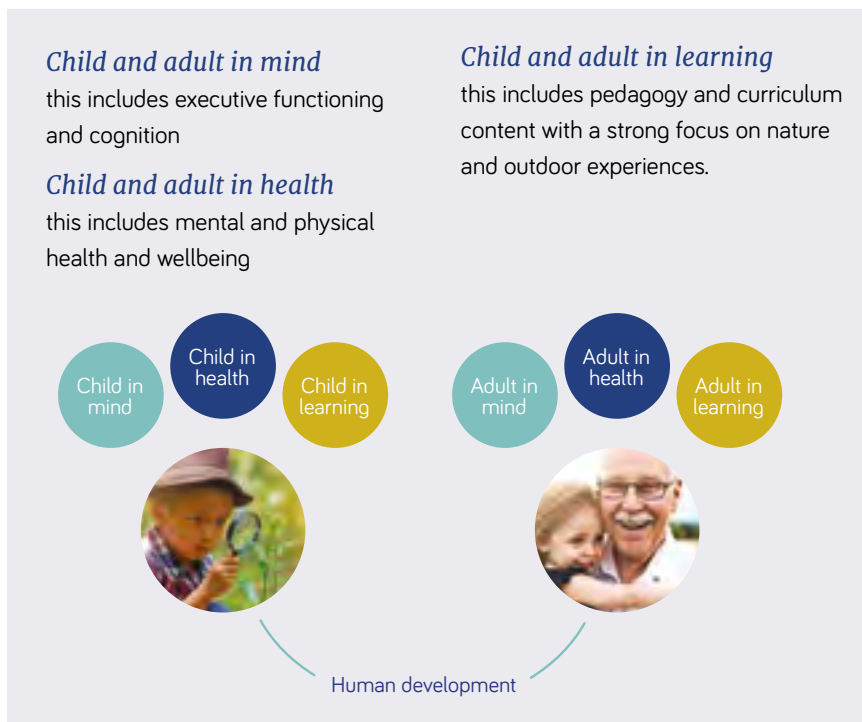 Child and adult in mind
this includes executive functioning
and cognition
Child and adult in health
this includes mental and physical
health and wellbeing
Child and adult in learning
this includes pedagogy and curriculum
content with a strong focus on nature
and outdoor experiences.
Child in
mind
Child in
health
Child in
learning
Adult in
mind
Adult in
health
Adult in
learning
Human development